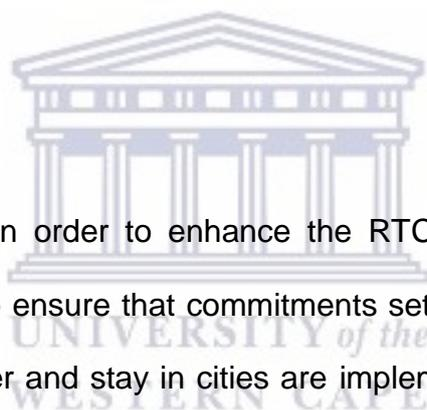 n order to enhance the RTC
ensure that commitments set
UNIVERSITY of the
er and stay in cities are implem
WESTERN CAPE